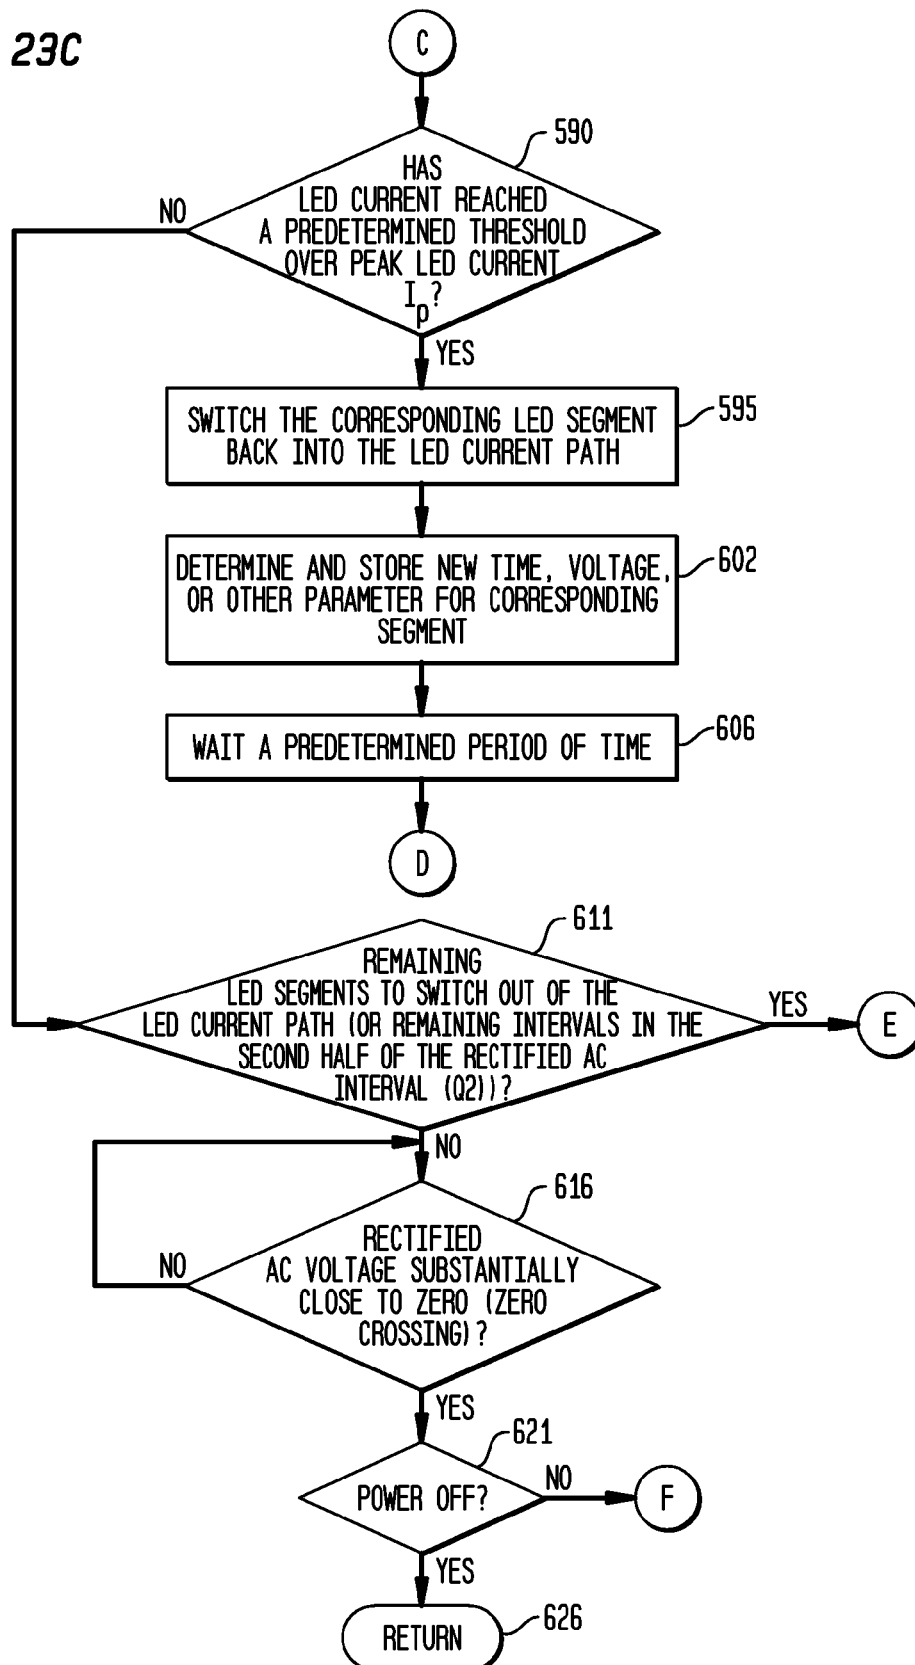 23C
C
590
HAS
LED CURRENT REACHED
A PREDETERMINED THRESHOLD
OVER PEAK LED CURRENT
Ip?
NO
YES
SWITCH THE CORRESPONDING LED SEGMENT
BACK INTO THE LED CURRENT PATH
595
DETERMINE AND STORE NEW TIME, VOLTAGE,
OR OTHER PARAMETER FOR CORRESPONDING
SEGMENT
602
WAIT A PREDETERMINED PERIOD OF TIME
606
D
611
REMAINING
LED SEGMENTS TO SWITCH OUT OF THE
LED CURRENT PATH (OR REMAINING INTERVALS IN THE
SECOND HALF OF THE RECTIFIED AC
INTERVAL (Q2))?
YES
E
NO
616
RECTIFIED
AC VOLTAGE SUBSTANTIALLY
CLOSE TO ZERO (ZERO
CROSSING)?
NO
YES
621
POWER OFF?
NO
F
YES
RETURN
626